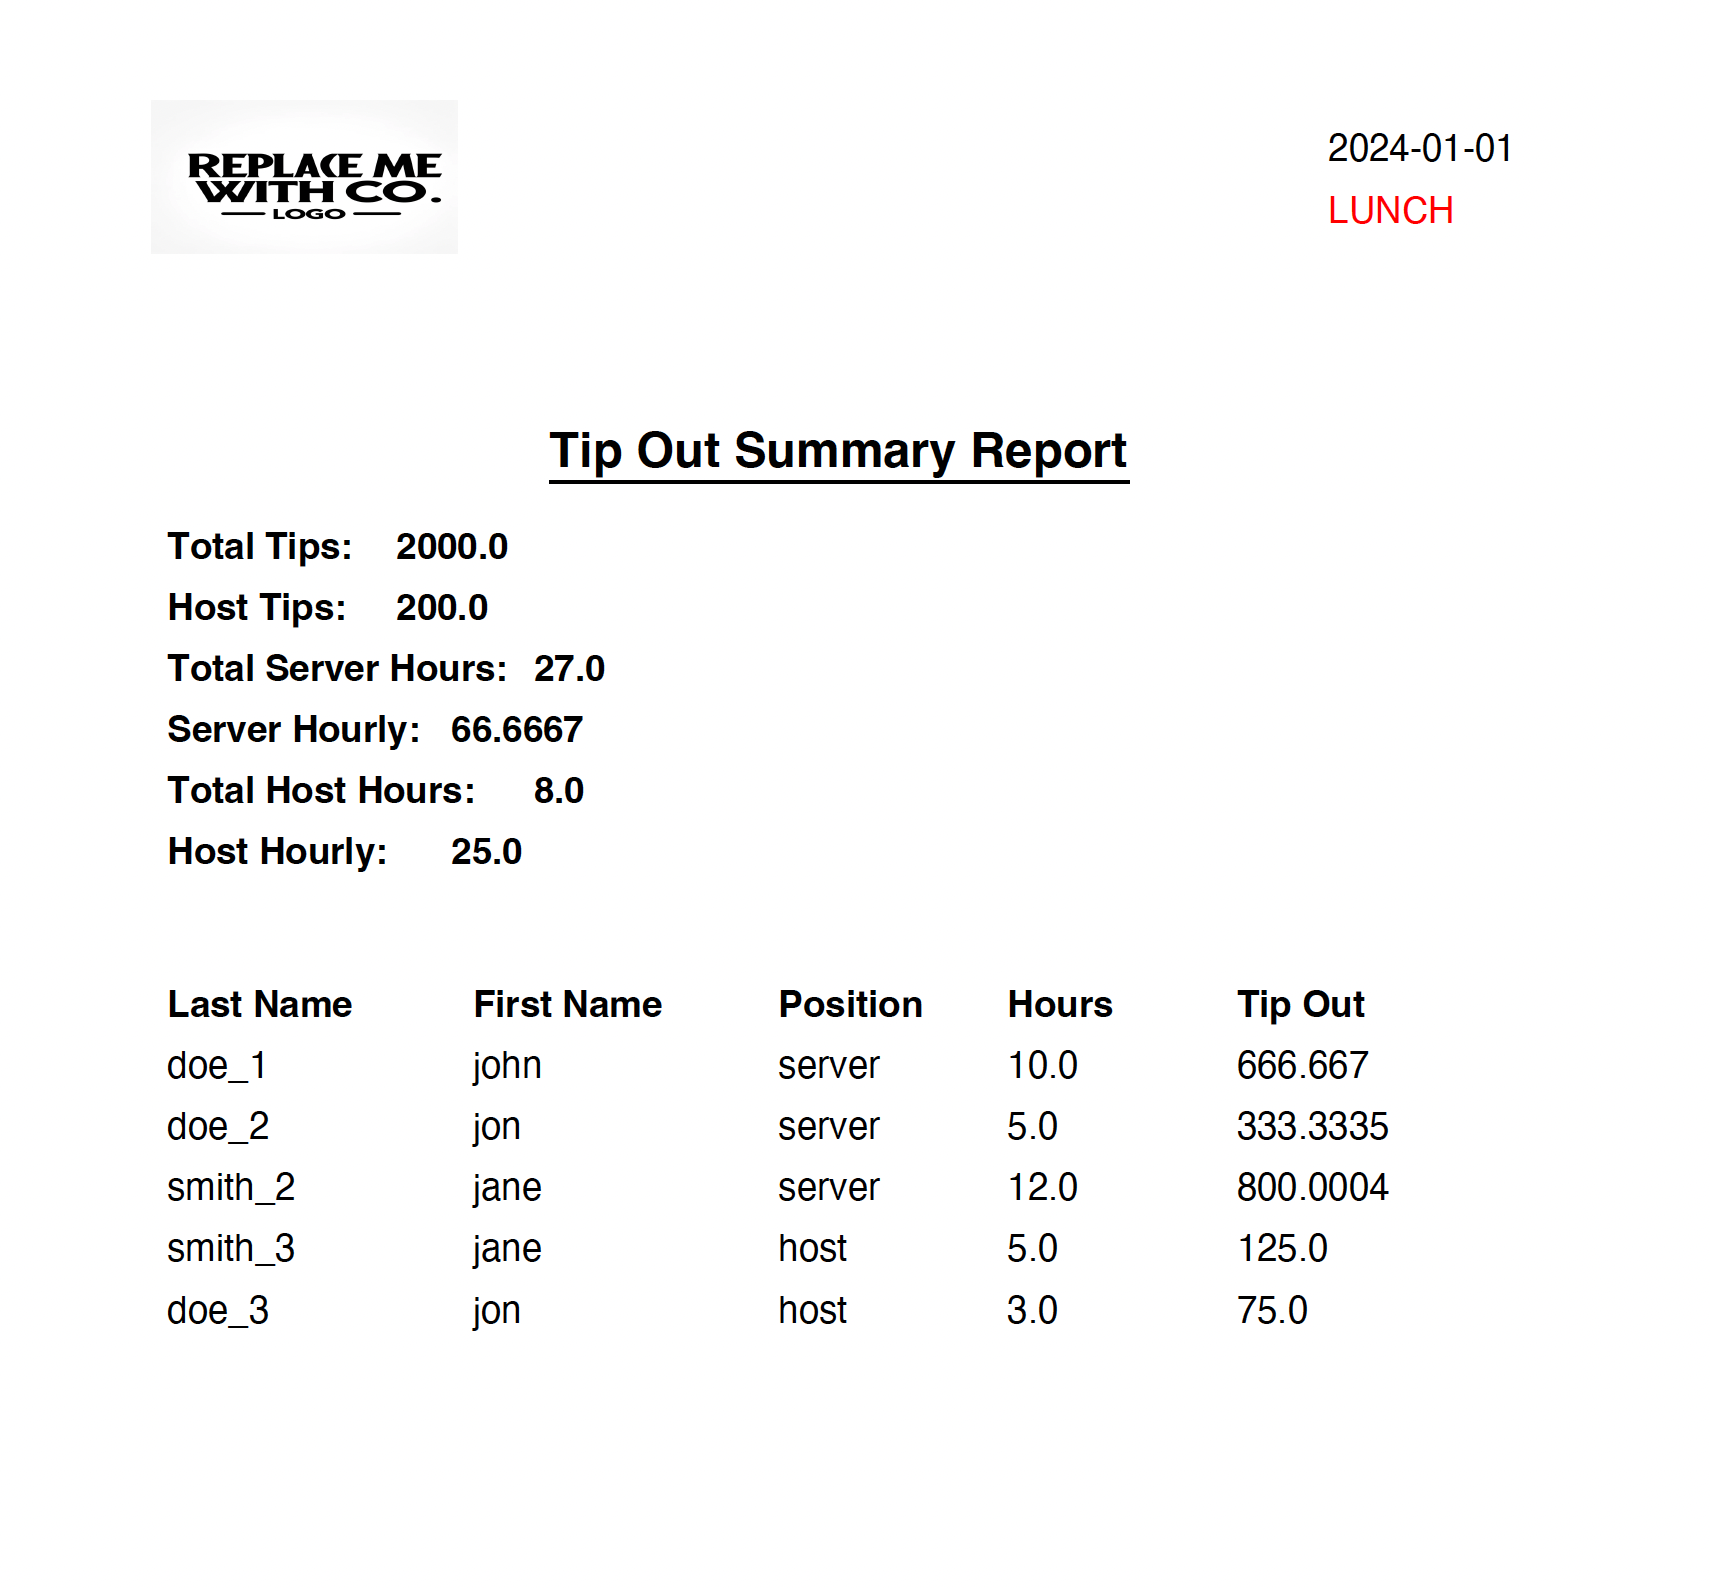 REPLACE ME
WITH CO.
LOGO
2024-01-01
LUNCH
Tip Out Summary Report
Total Tips: 2000.0
Host Tips: 200.0
Total Server Hours: 27.0
Server Hourly: 66.6667
Total Host Hours: 8.0
Host Hourly: 25.0
Last Name First Name Position Hours Tip Out
doe_1 john server 10.0 666.667
doe_2 jon server 5.0 333.3335
smith_2 jane server 12.0 800.0004
smith_3 jane host 5.0 125.0
doe_3 jon host 3.0 75.0